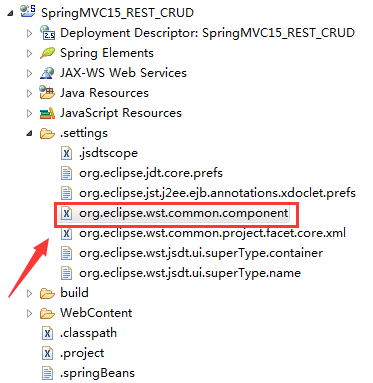 SpringMVC15_REST_CRUD
Deployment Descriptor: SpringMVC15_REST_CRUD
Spring Elements
JAX-WS Web Services
Java Resources
JavaScript Resources
.settings
.jsdtscope
org.eclipse.jdt.core.prefs
org.eclipse.jst.j2ee.ejb.annotations.xdoclet.prefs
org.eclipse.wst.common.component
org.eclipse.wst.common.project.facet.core.xml
org.eclipse.wst.jsdt.ui.superType.container
org.eclipse.wst.jsdt.ui.superType.name
build
WebContent
.classpath
.project
.springBeans